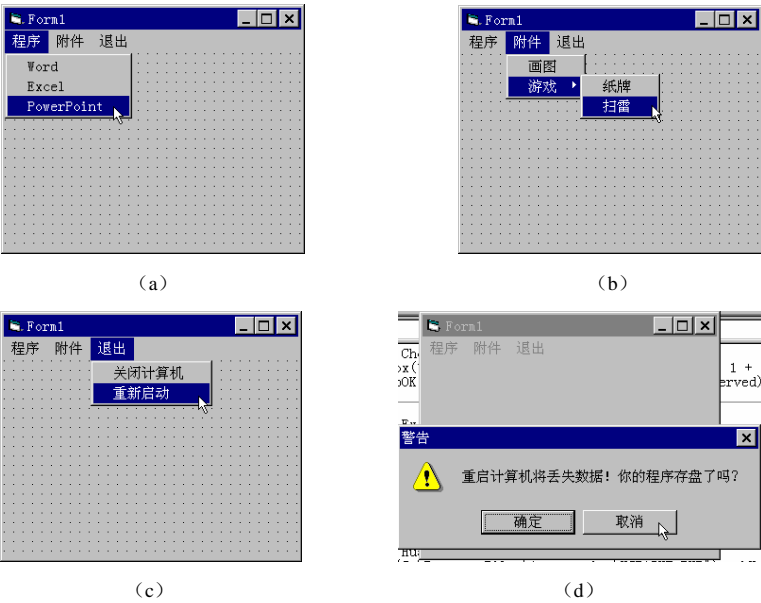 Form1
程序 附件 退出
Word
Excel
PowerPoint
(a)
Form1
程序 附件 退出
画图
游戏
纸牌
扫雷
(b)
Form1
程序 附件 退出
关闭计算机
重新启动
(c)
Form1
程序 附件 退出
1 +
erved)
警告
重启计算机将丢失数据！你的程序存盘了吗？
确定 取消
(d)